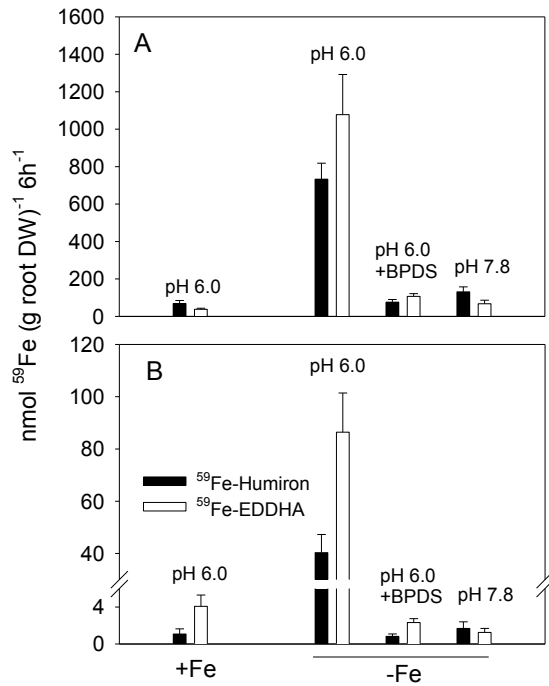 nmol ⁵⁹Fe (g root DW)⁻¹ 6h⁻¹
1600
1400
1200
1000
800
600
400
200
0
A
pH 6.0
pH 6.0
pH 6.0
+BPDS
pH 7.8
120
100
80
60
40
4
0
B
pH 6.0
⁵⁹Fe-Humiron
⁵⁹Fe-EDDHA
pH 6.0
pH 6.0
+BPDS
pH 7.8
+Fe
-Fe